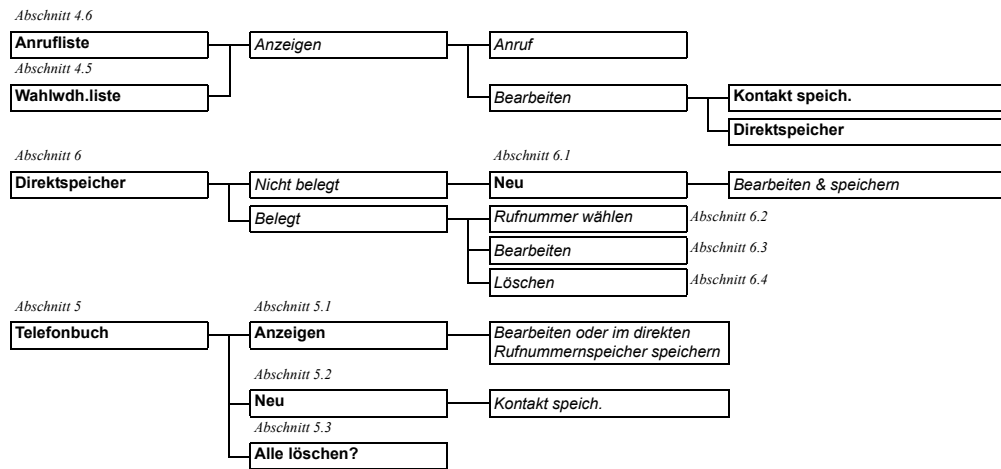 Abschnitt 4.6
Anrufliste
Anzeigen
Anruf
Abschnitt 4.5
Wahlwdh.liste
Bearbeiten
Kontakt speich.
Direktspeicher
Abschnitt 6
Abschnitt 6.1
Direktspeicher
Nicht belegt
Neu
Bearbeiten & speichern
Belegt
Rufnummer wählen
Abschnitt 6.2
Bearbeiten
Abschnitt 6.3
Löschen
Abschnitt 6.4
Abschnitt 5
Abschnitt 5.1
Telefonbuch
Anzeigen
Bearbeiten oder im direkten
Rufnummernspeicher speichern
Abschnitt 5.2
Neu
Kontakt speich.
Abschnitt 5.3
Alle löschen?